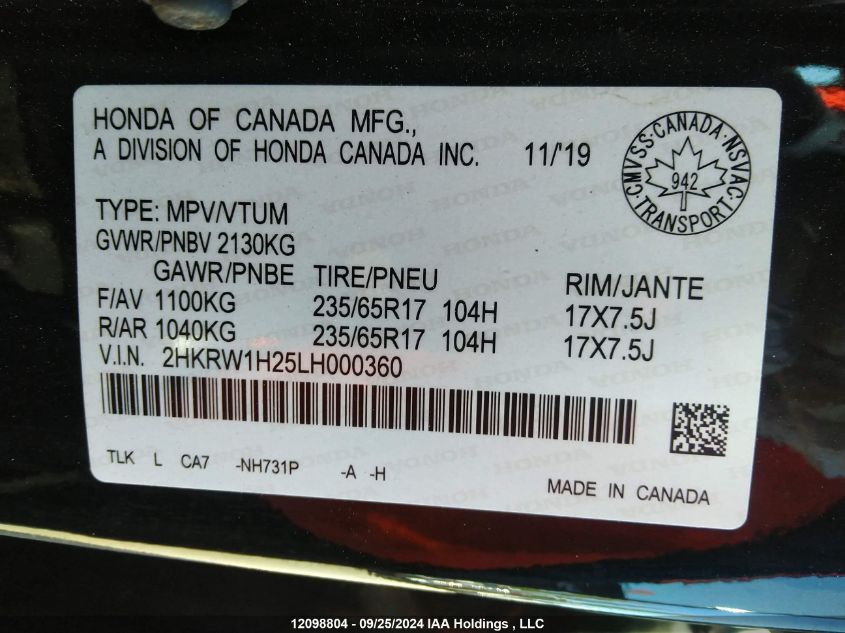 HONDA OF CANADA MFG.,
A DIVISION OF HONDA CANADA INC. 11/'19
CMVSS·CANADA·NSVAC·TRANSPORT
942
TYPE: MPV/VTUM
GVWR/PNBV 2130KG
GAWR/PNBE TIRE/PNEU RIM/JANTE
F/AV 1100KG 235/65R17 104H 17X7.5J
R/AR 1040KG 235/65R17 104H 17X7.5J
V.I.N. 2HKRW1H25LH000360
TLK L CA7 -NH731P -A -H
MADE IN CANADA
12098804 - 09/25/2024 IAA Holdings , LLC